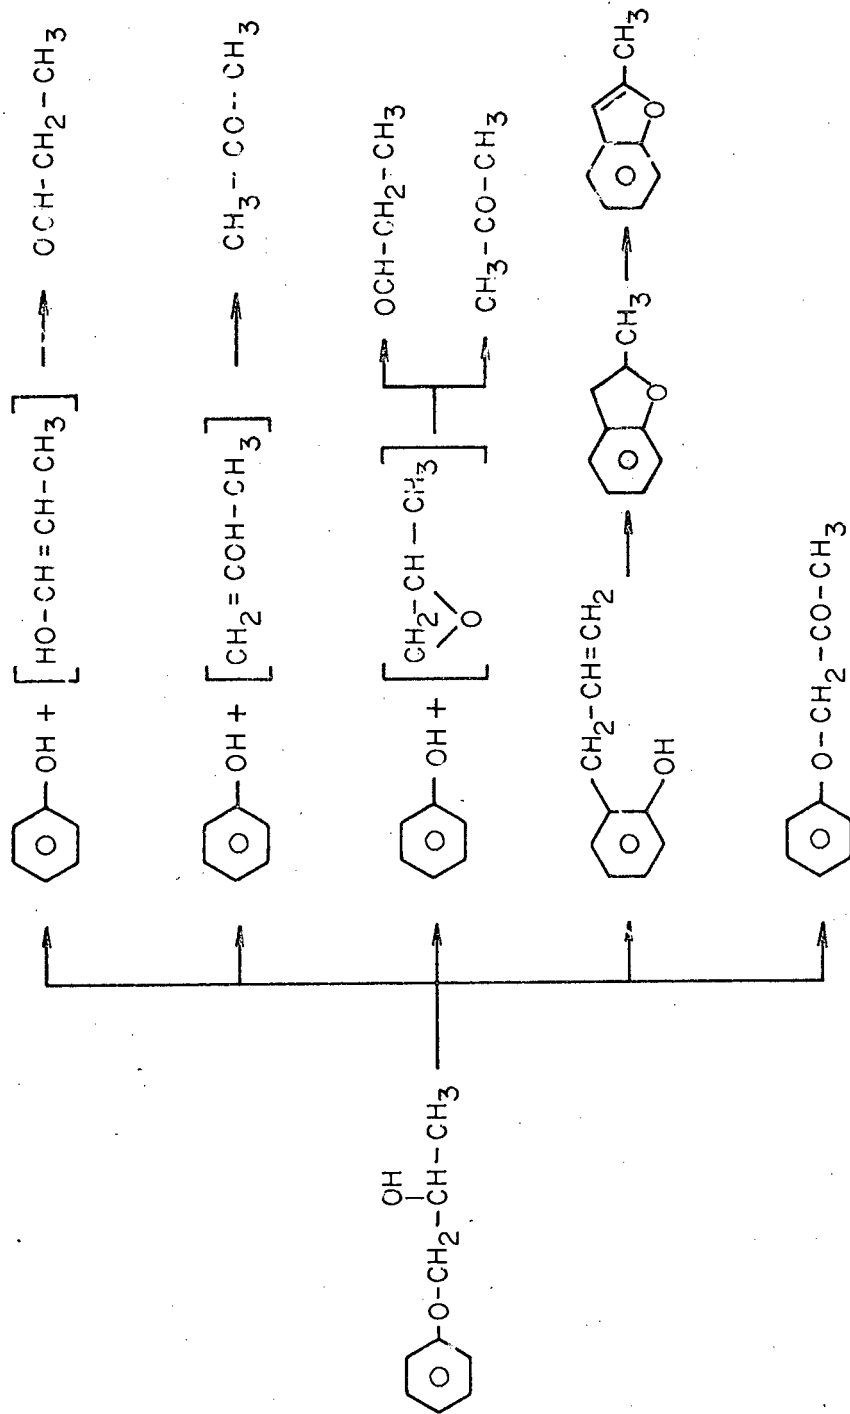 OH + [HO-CH=CH-CH3] OCH-CH2-CH3
OH + [CH2=COH-CH3] CH3-CO--CH3
OH + [CH2-CH-CH3 O] OCH-CH2-CH3
CH3-CO-CH3
OH
O-CH2-CH-CH3
CH2-CH=CH2
OH
O CH3
O CH3
O-CH2-CO-CH3